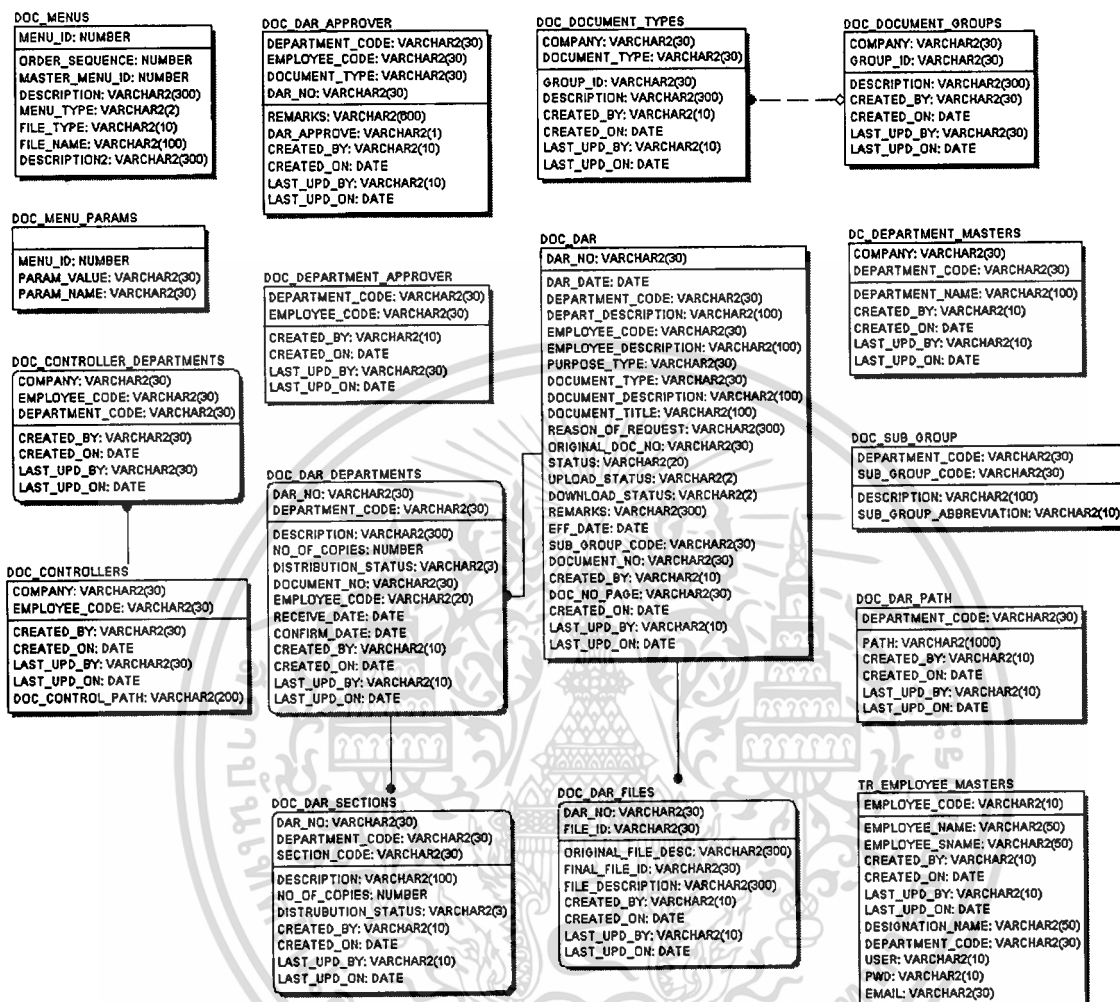 DOC_MENUS
MENU_ID: NUMBER
ORDER_SEQUENCE: NUMBER
MASTER_MENU_ID: NUMBER
DESCRIPTION: VARCHAR2(300)
MENU_TYPE: VARCHAR2(2)
FILE_TYPE: VARCHAR2(10)
FILE_NAME: VARCHAR2(100)
DESCRIPTION2: VARCHAR2(300)
DOC_DAR_APPROVER
DEPARTMENT_CODE: VARCHAR2(30)
EMPLOYEE_CODE: VARCHAR2(30)
DOCUMENT_TYPE: VARCHAR2(30)
DAR_NO: VARCHAR2(30)
REMARKS: VARCHAR2(600)
DAR_APPROVE: VARCHAR2(1)
CREATED_BY: VARCHAR2(10)
CREATED_ON: DATE
LAST_UPD_BY: VARCHAR2(10)
LAST_UPD_ON: DATE
DOC_DOCUMENT_TYPES
COMPANY: VARCHAR2(30)
DOCUMENT_TYPE: VARCHAR2(30)
GROUP_ID: VARCHAR2(30)
DESCRIPTION: VARCHAR2(300)
CREATED_BY: VARCHAR2(10)
CREATED_ON: DATE
LAST_UPD_BY: VARCHAR2(10)
LAST_UPD_ON: DATE
DOC_DOCUMENT_GROUPS
COMPANY: VARCHAR2(30)
GROUP_ID: VARCHAR2(30)
DESCRIPTION: VARCHAR2(300)
CREATED_BY: VARCHAR2(30)
CREATED_ON: DATE
LAST_UPD_BY: VARCHAR2(30)
LAST_UPD_ON: DATE
DOC_MENU_PARAMS
MENU_ID: NUMBER
PARAM_VALUE: VARCHAR2(30)
PARAM_NAME: VARCHAR2(30)
DOC_DEPARTMENT_APPROVER
DEPARTMENT_CODE: VARCHAR2(30)
EMPLOYEE_CODE: VARCHAR2(30)
CREATED_BY: VARCHAR2(10)
CREATED_ON: DATE
LAST_UPD_BY: VARCHAR2(30)
LAST_UPD_ON: DATE
DOC_DAR
DAR_NO: VARCHAR2(30)
DAR_DATE: DATE
DEPARTMENT_CODE: VARCHAR2(30)
DEPART_DESCRIPTION: VARCHAR2(100)
EMPLOYEE_CODE: VARCHAR2(30)
EMPLOYEE_DESCRIPTION: VARCHAR2(100)
PURPOSE_TYPE: VARCHAR2(30)
DOCUMENT_TYPE: VARCHAR2(30)
DOCUMENT_DESCRIPTION: VARCHAR2(100)
DOCUMENT_TITLE: VARCHAR2(100)
REASON_OF_REQUEST: VARCHAR2(300)
ORIGINAL_DOC_NO: VARCHAR2(30)
STATUS: VARCHAR2(20)
UPLOAD_STATUS: VARCHAR2(2)
DOWNLOAD_STATUS: VARCHAR2(2)
REMARKS: VARCHAR2(300)
EFF_DATE: DATE
SUB_GROUP_CODE: VARCHAR2(30)
DOCUMENT_NO: VARCHAR2(30)
CREATED_BY: VARCHAR2(10)
DOC_NO_PAGE: VARCHAR2(30)
CREATED_ON: DATE
LAST_UPD_BY: VARCHAR2(10)
LAST_UPD_ON: DATE
DC_DEPARTMENT_MASTERS
COMPANY: VARCHAR2(30)
DEPARTMENT_CODE: VARCHAR2(30)
DEPARTMENT_NAME: VARCHAR2(100)
CREATED_BY: VARCHAR2(10)
CREATED_ON: DATE
LAST_UPD_BY: VARCHAR2(10)
LAST_UPD_ON: DATE
DOC_CONTROLLER_DEPARTMENTS
COMPANY: VARCHAR2(30)
EMPLOYEE_CODE: VARCHAR2(30)
DEPARTMENT_CODE: VARCHAR2(30)
CREATED_BY: VARCHAR2(30)
CREATED_ON: DATE
LAST_UPD_BY: VARCHAR2(30)
LAST_UPD_ON: DATE
DOC_DAR_DEPARTMENTS
DAR_NO: VARCHAR2(30)
DEPARTMENT_CODE: VARCHAR2(30)
DESCRIPTION: VARCHAR2(300)
NO_OF_COPIES: NUMBER
DISTRIBUTION_STATUS: VARCHAR2(3)
DOCUMENT_NO: VARCHAR2(30)
EMPLOYEE_CODE: VARCHAR2(20)
RECEIVE_DATE: DATE
CONFIRM_DATE: DATE
CREATED_BY: VARCHAR2(10)
CREATED_ON: DATE
LAST_UPD_BY: VARCHAR2(10)
LAST_UPD_ON: DATE
DOC_SUB_GROUP
DEPARTMENT_CODE: VARCHAR2(30)
SUB_GROUP_CODE: VARCHAR2(30)
DESCRIPTION: VARCHAR2(100)
SUB_GROUP_ABBREVIATION: VARCHAR2(10)
DOC_CONTROLLERS
COMPANY: VARCHAR2(30)
EMPLOYEE_CODE: VARCHAR2(30)
CREATED_BY: VARCHAR2(30)
CREATED_ON: DATE
LAST_UPD_BY: VARCHAR2(30)
LAST_UPD_ON: DATE
DOC_CONTROL_PATH: VARCHAR2(200)
DOC_DAR_PATH
DEPARTMENT_CODE: VARCHAR2(30)
PATH: VARCHAR2(1000)
CREATED_BY: VARCHAR2(10)
CREATED_ON: DATE
LAST_UPD_BY: VARCHAR2(10)
LAST_UPD_ON: DATE
DOC_DAR_SECTIONS
DAR_NO: VARCHAR2(30)
DEPARTMENT_CODE: VARCHAR2(30)
SECTION_CODE: VARCHAR2(30)
DESCRIPTION: VARCHAR2(100)
NO_OF_COPIES: NUMBER
DISTRUBUTION_STATUS: VARCHAR2(3)
CREATED_BY: VARCHAR2(10)
CREATED_ON: DATE
LAST_UPD_BY: VARCHAR2(10)
LAST_UPD_ON: DATE
DOC_DAR_FILES
DAR_NO: VARCHAR2(30)
FILE_ID: VARCHAR2(30)
ORIGINAL_FILE_DESC: VARCHAR2(300)
FINAL_FILE_ID: VARCHAR2(30)
FILE_DESCRIPTION: VARCHAR2(300)
CREATED_BY: VARCHAR2(10)
CREATED_ON: DATE
LAST_UPD_BY: VARCHAR2(10)
LAST_UPD_ON: DATE
TR_EMPLOYEE_MASTERS
EMPLOYEE_CODE: VARCHAR2(10)
EMPLOYEE_NAME: VARCHAR2(50)
EMPLOYEE_SNAME: VARCHAR2(50)
CREATED_BY: VARCHAR2(10)
CREATED_ON: DATE
LAST_UPD_BY: VARCHAR2(10)
LAST_UPD_ON: DATE
DESIGNATION_NAME: VARCHAR2(50)
DEPARTMENT_CODE: VARCHAR2(30)
USER: VARCHAR2(10)
PWD: VARCHAR2(10)
EMAIL: VARCHAR2(30)